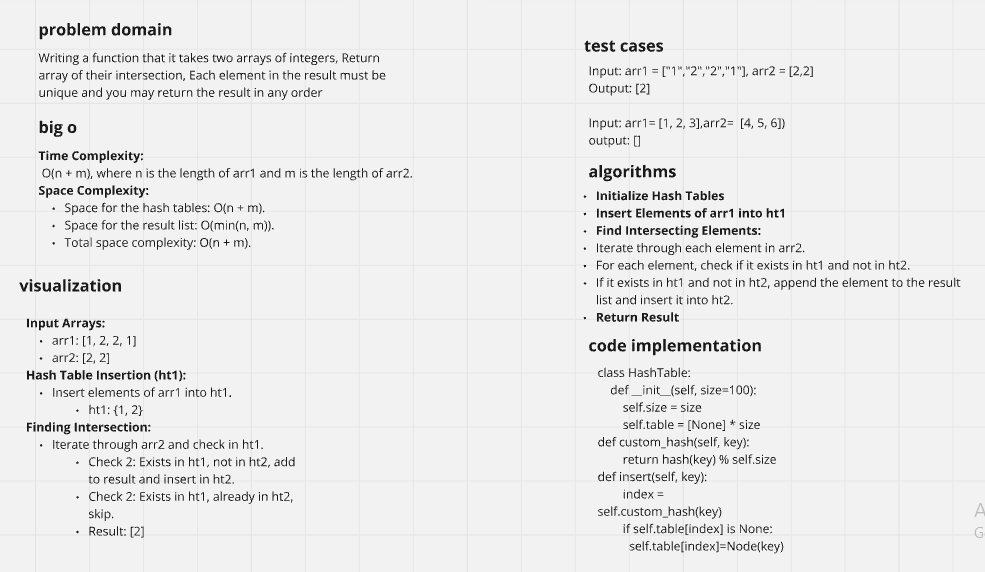 problem domain
Writing a function that it takes two arrays of integers, Return
array of their intersection, Each element in the result must be
unique and you may return the result in any order
big o
Time Complexity:
O(n + m), where n is the length of arr1 and m is the length of arr2.
Space Complexity:
• Space for the hash tables: O(n + m).
• Space for the result list: O(min(n, m)).
• Total space complexity: O(n + m).
visualization
Input Arrays:
• arr1: [1, 2, 2, 1]
• arr2: [2, 2]
Hash Table Insertion (ht1):
• Insert elements of arr1 into ht1.
• ht1: {1, 2}
Finding Intersection:
• Iterate through arr2 and check in ht1.
• Check 2: Exists in ht1, not in ht2, add
to result and insert in ht2.
• Check 2: Exists in ht1, already in ht2,
skip.
• Result: [2]
test cases
Input: arr1 = ["1","2","2","1"], arr2 = [2,2]
Output: [2]
Input: arr1= [1, 2, 3],arr2= [4, 5, 6])
output: []
algorithms
• Initialize Hash Tables
• Insert Elements of arr1 into ht1
• Find Intersecting Elements:
• Iterate through each element in arr2.
• For each element, check if it exists in ht1 and not in ht2.
• If it exists in ht1 and not in ht2, append the element to the result
list and insert it into ht2.
• Return Result
code implementation
class HashTable:
def __init__(self, size=100):
self.size = size
self.table = [None] * size
def custom_hash(self, key):
return hash(key) % self.size
def insert(self, key):
index =
self.custom_hash(key)
if self.table[index] is None:
self.table[index]=Node(key)
A
G